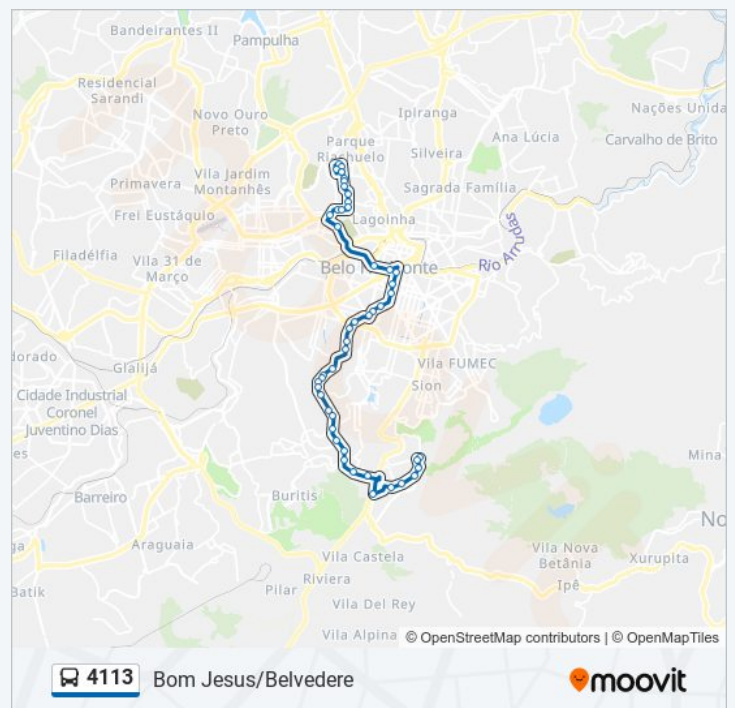 Bandeirantes II
Pampulha
Residencial
Sarandi
Novo Ouro
Preto
Ipiranga
Nações Unida
Parque
Riachuelo
Ana Lúcia
Carvalho de Brito
Silveira
Vila Jardim
Montanhês
Primavera
Sagrada Família
Frei Eustáquio
Lagoinha
Rio Arrudas
Filadélfia
Vila 31 de
Março
Belo Horizonte
dorado
Glalijá
Vila FUMEC
Sion
Cidade Industrial
Coronel
Juventino Dias
es
Mina
Barreiro
Buritis
No
ga
Araguaia
Vila Castela
Vila Nova
Betânia
Xurupita
Batik
Riviera
Pilar
Ipê
Vila Del Rey
Vila Alpina
© OpenStreetMap contributors | © OpenMapTiles
4113 Bom Jesus/Belvedere
moovit